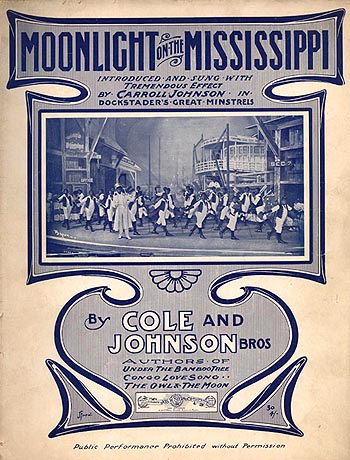 MOONLIGHT ON-THE MISSISSIPPI
INTRODUCED·AND·SUNG·WITH
TREMENDOUS EFFECT
BY CARROLL JOHNSON·IN·
DOCKSTADER'S·GREAT·MINSTRELS
BY COLE AND
JOHNSON BROS
AUTHORS OF
UNDER THE BAMBOO TREE
CONGO LOVE SONG
THE OWL & THE MOON
50
Public Performance Prohibited without Permission